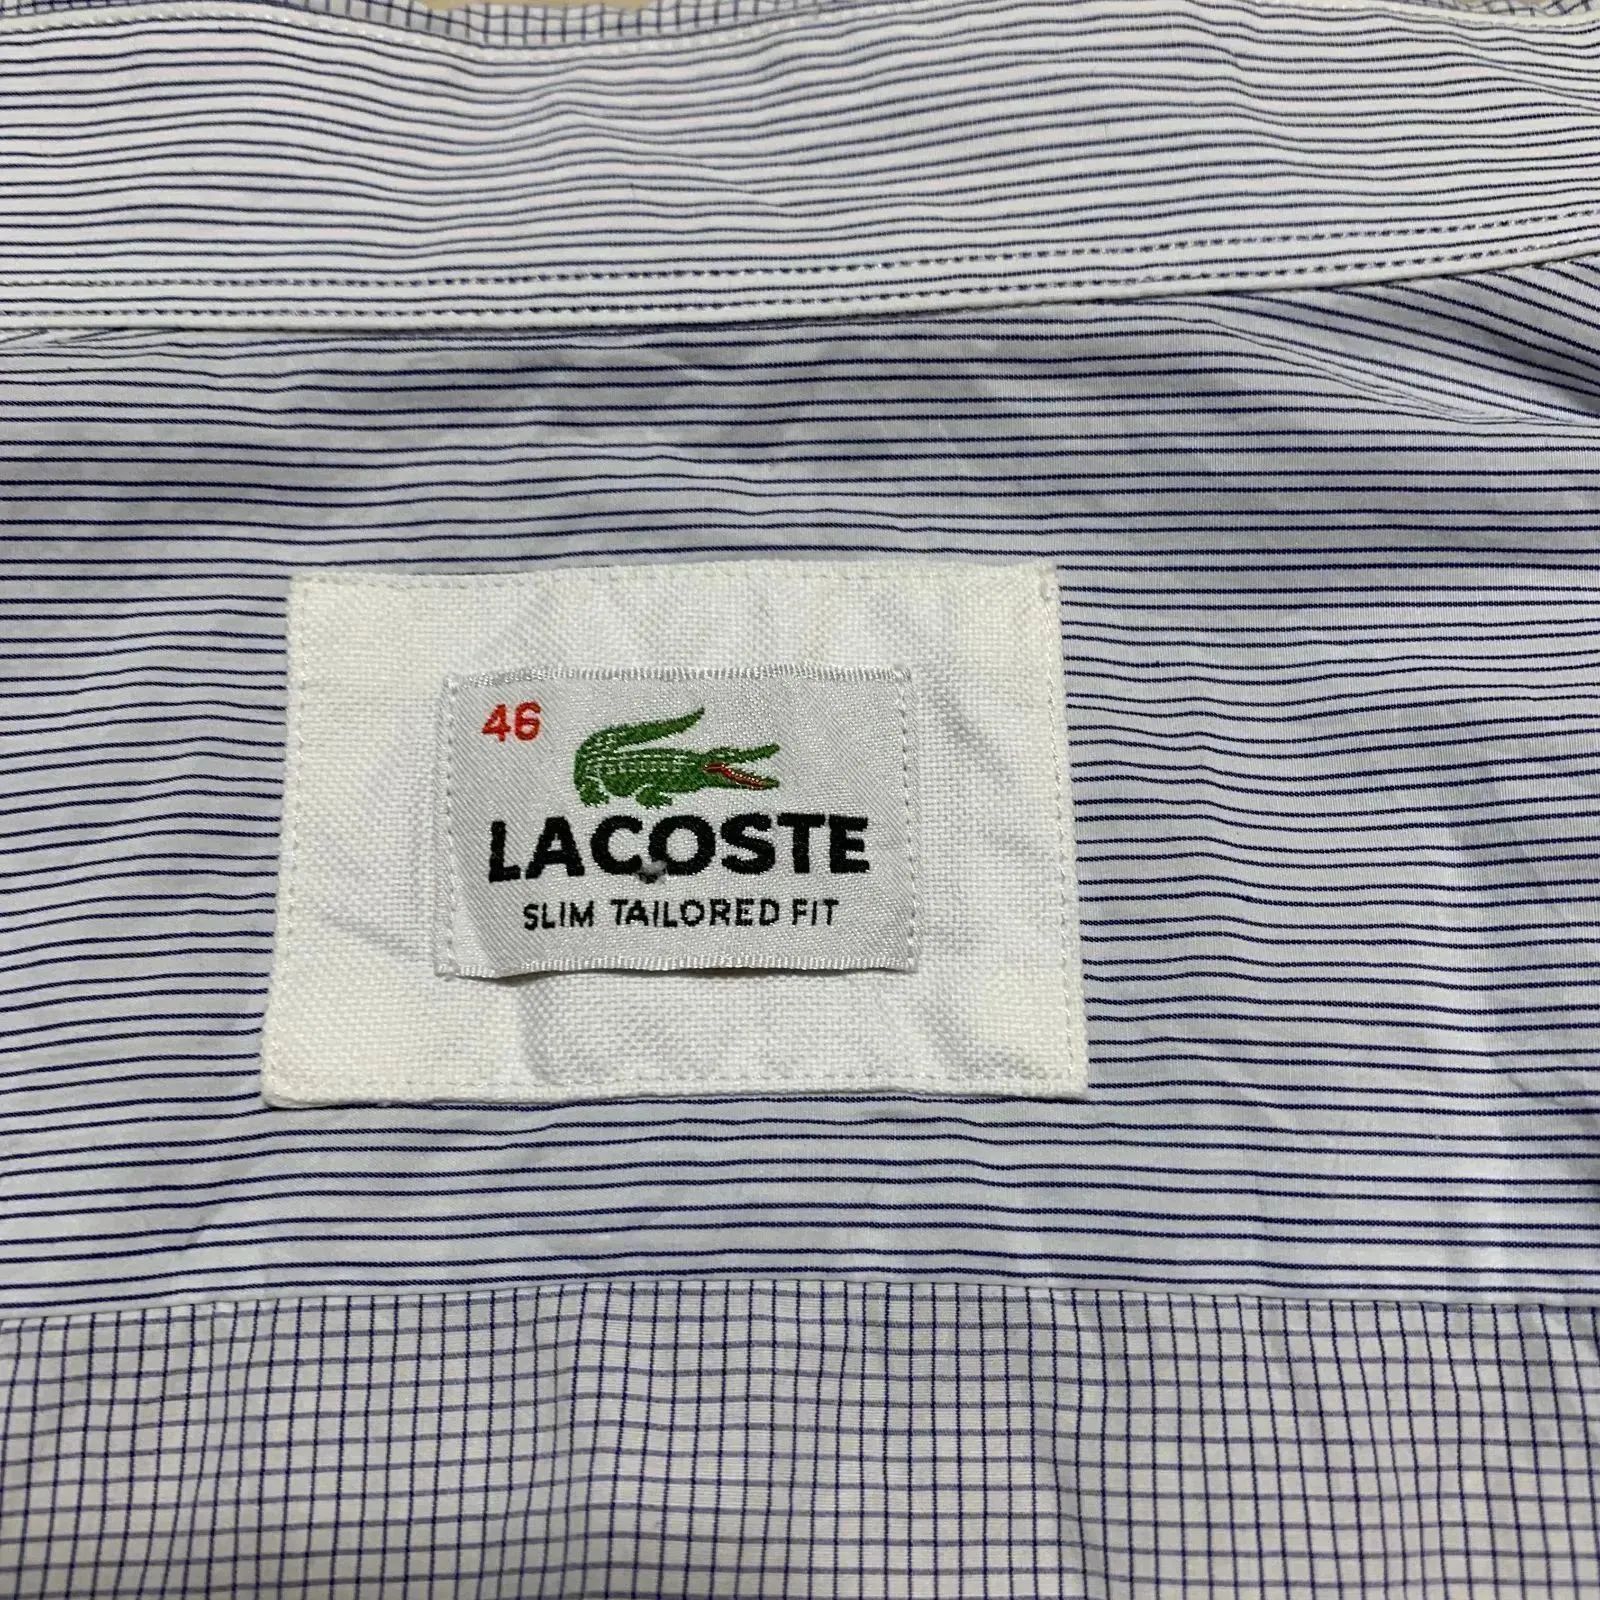 46
LACOSTE
SLIM TAILORED FIT